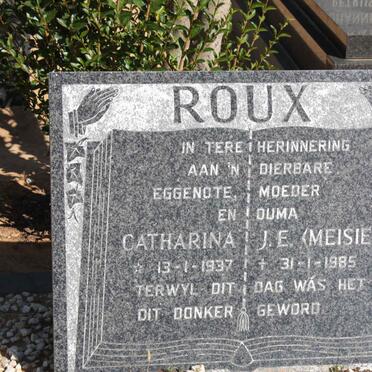 ROUX
IN TERE HERINNERING
AAN 'N DIERBARE
EGGENOTE, MOEDER
EN OUMA
CATHARINA J.E. (MEISIE
☆ 13-1-1937 ✝ 31-1-1985
TERWYL DIT DAG WÁS HET
DIT DONKER GEWORD.